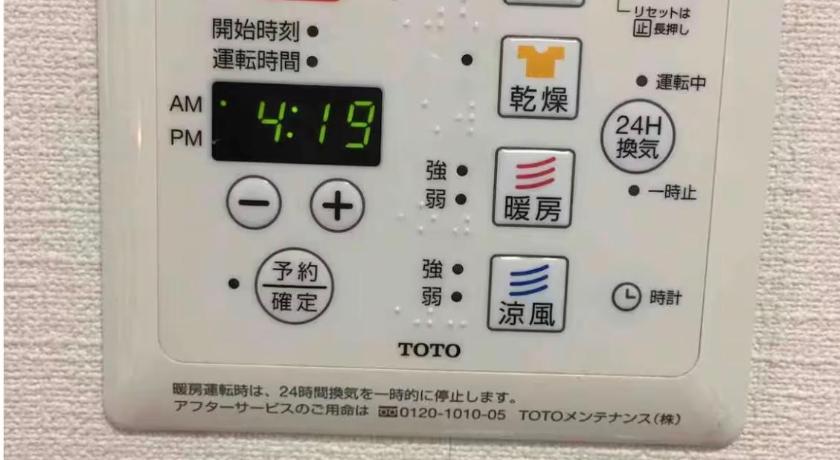 リセットは
止 長押し
開始時刻
運転時間
AM
PM
4:19
乾燥
運転中
24H
換気
強
弱
暖房
一時止
予約
確定
強
弱
涼風
時計
TOTO
暖房運転時は、24時間換気を一時的に停止します。
アフターサービスのご用命は 0120-1010-05 TOTOメンテナンス(株)